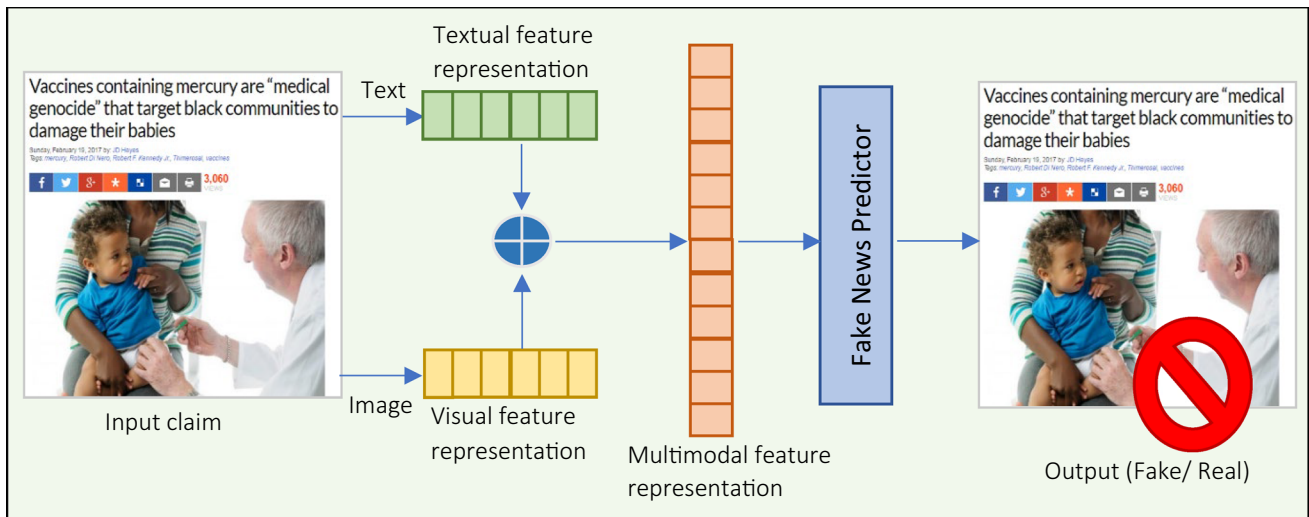 Vaccines containing mercury are “medical
genocide” that target black communities to
damage their babies
Sunday, February 19, 2017 by: JD Heyes
Tags: mercury, Robert Di Nero, Robert F. Kennedy Jr., Thimerosal, vaccines
3,060
VIEWS
Input claim
Text
Image
Textual feature
representation
Visual feature
representation
Multimodal feature
representation
Fake News Predictor
Vaccines containing mercury are “medical
genocide” that target black communities to
damage their babies
Sunday, February 19, 2017 by: JD Heyes
Tags: mercury, Robert Di Nero, Robert F. Kennedy Jr., Thimerosal, vaccines
3,060
VIEWS
Output (Fake/ Real)